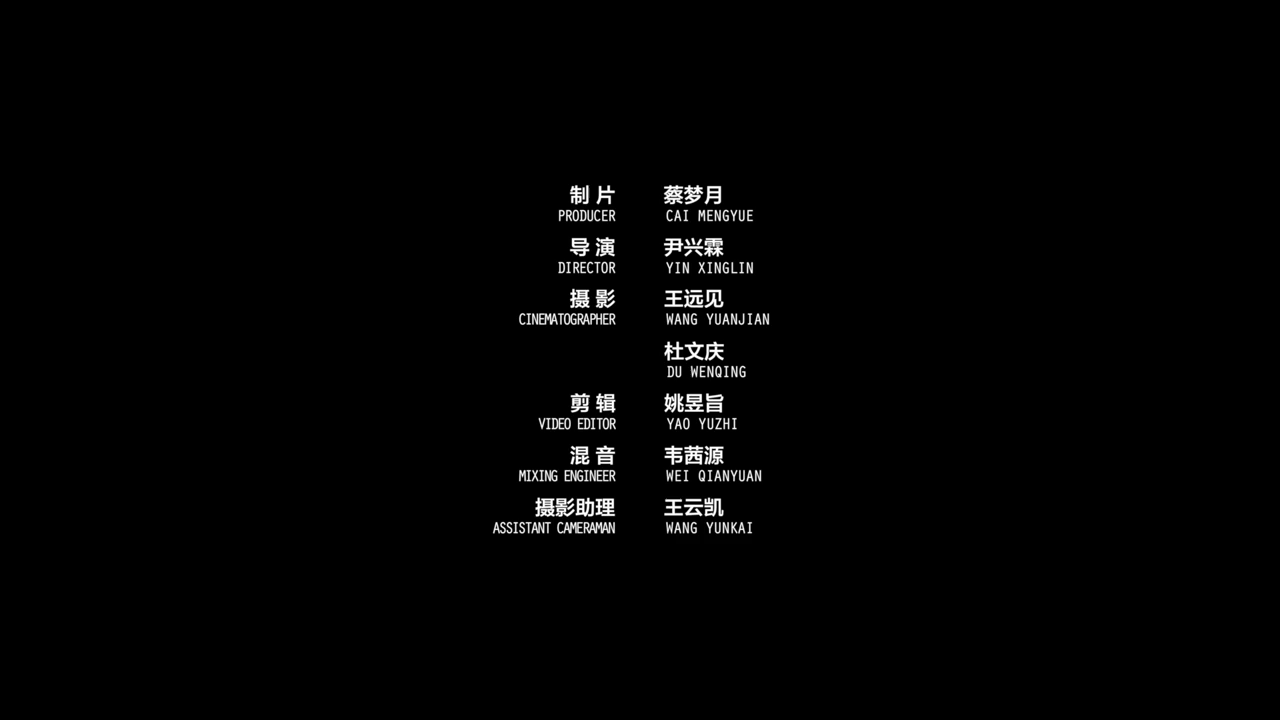 制 片 蔡梦月
PRODUCER CAI MENGYUE
导 演 尹兴霖
DIRECTOR YIN XINGLIN
摄 影 王远见
CINEMATOGRAPHER WANG YUANJIAN
杜文庆
DU WENQING
剪 辑 姚昱旨
VIDEO EDITOR YAO YUZHI
混 音 韦茜源
MIXING ENGINEER WEI QIANYUAN
摄影助理 王云凯
ASSISTANT CAMERAMAN WANG YUNKAI